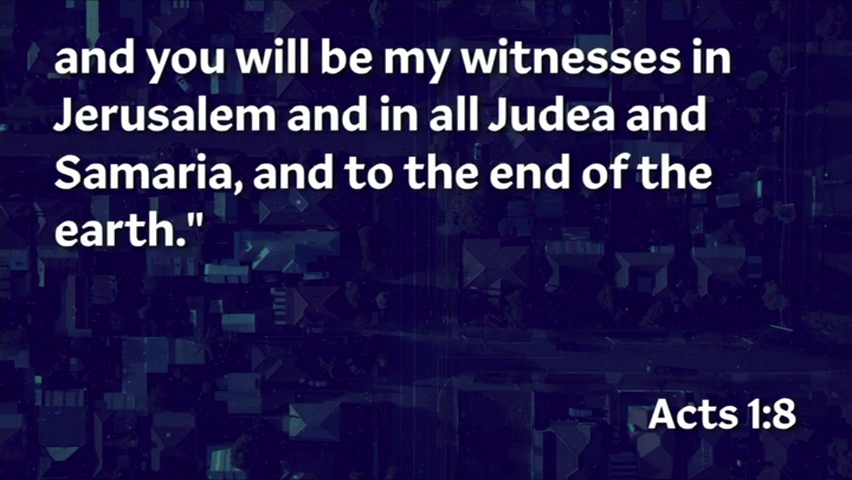 and you will be my witnesses in
Jerusalem and in all Judea and
Samaria, and to the end of the
earth."
Acts 1:8